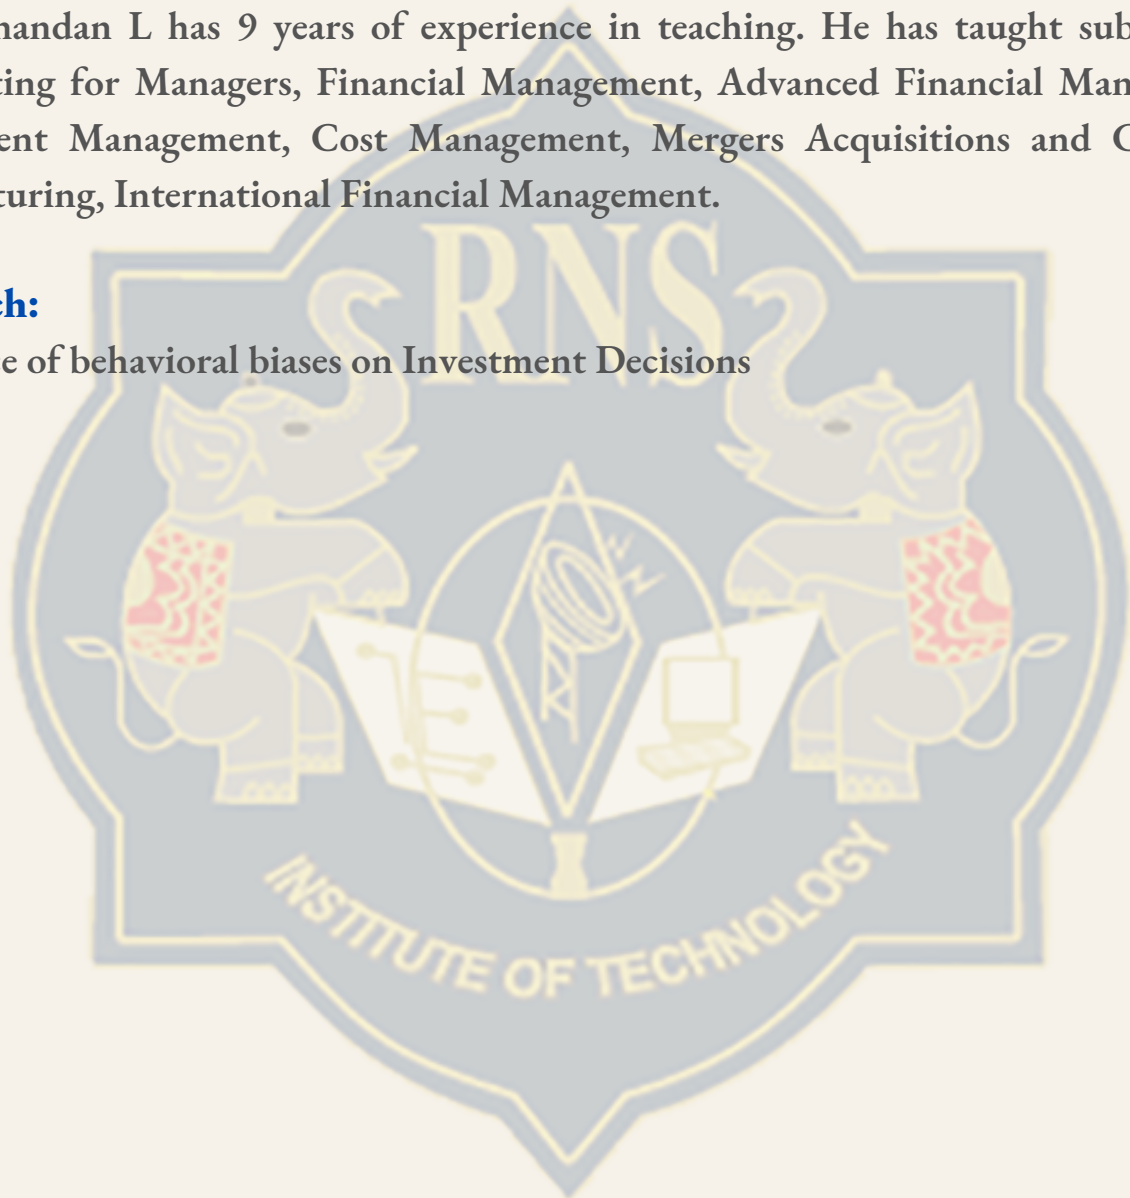 handan L has 9 years of experience in teaching. He has taught sub
ting for Managers, Financial Management, Advanced Financial Man
ent Management, Cost Management, Mergers Acquisitions and C
turing, International Financial Management.
ch:
e of behavioral biases on Investment Decisions
RNS
INSTITUTE OF TECHNOLOGY